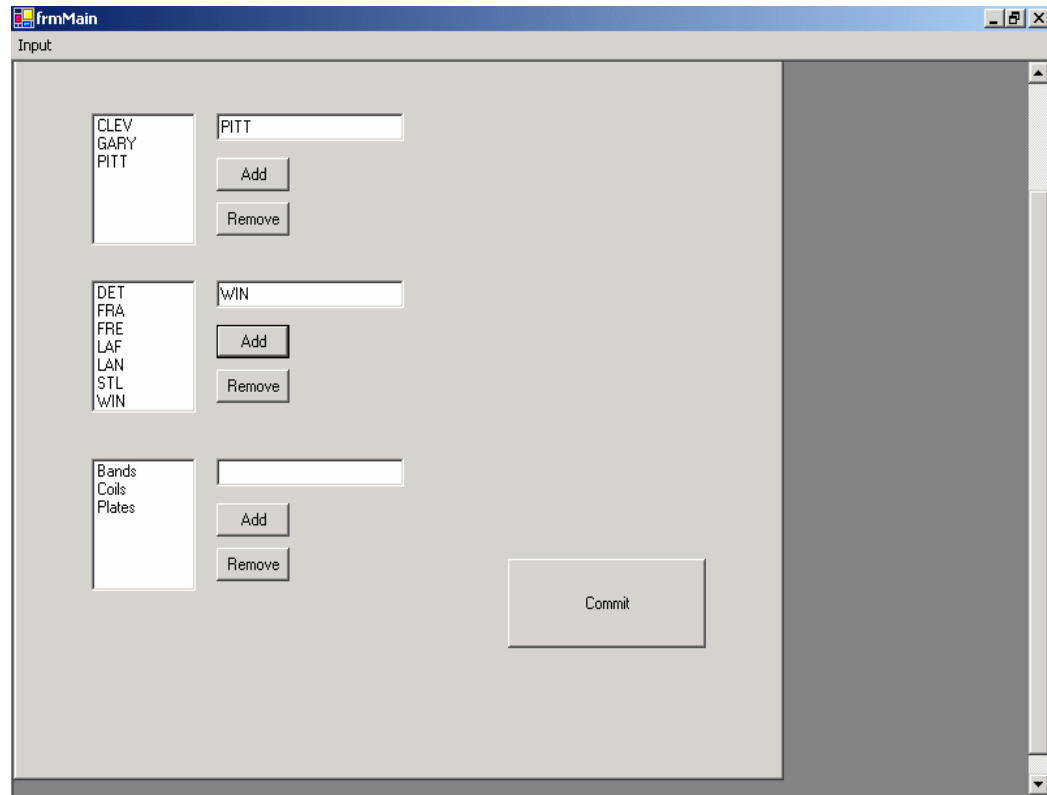 frmMain
Input
CLEV
GARY
PITT
PITT
Add
Remove
DET
FRA
FRE
LAF
LAN
STL
WIN
WIN
Add
Remove
Bands
Coils
Plates
Add
Remove
Commit